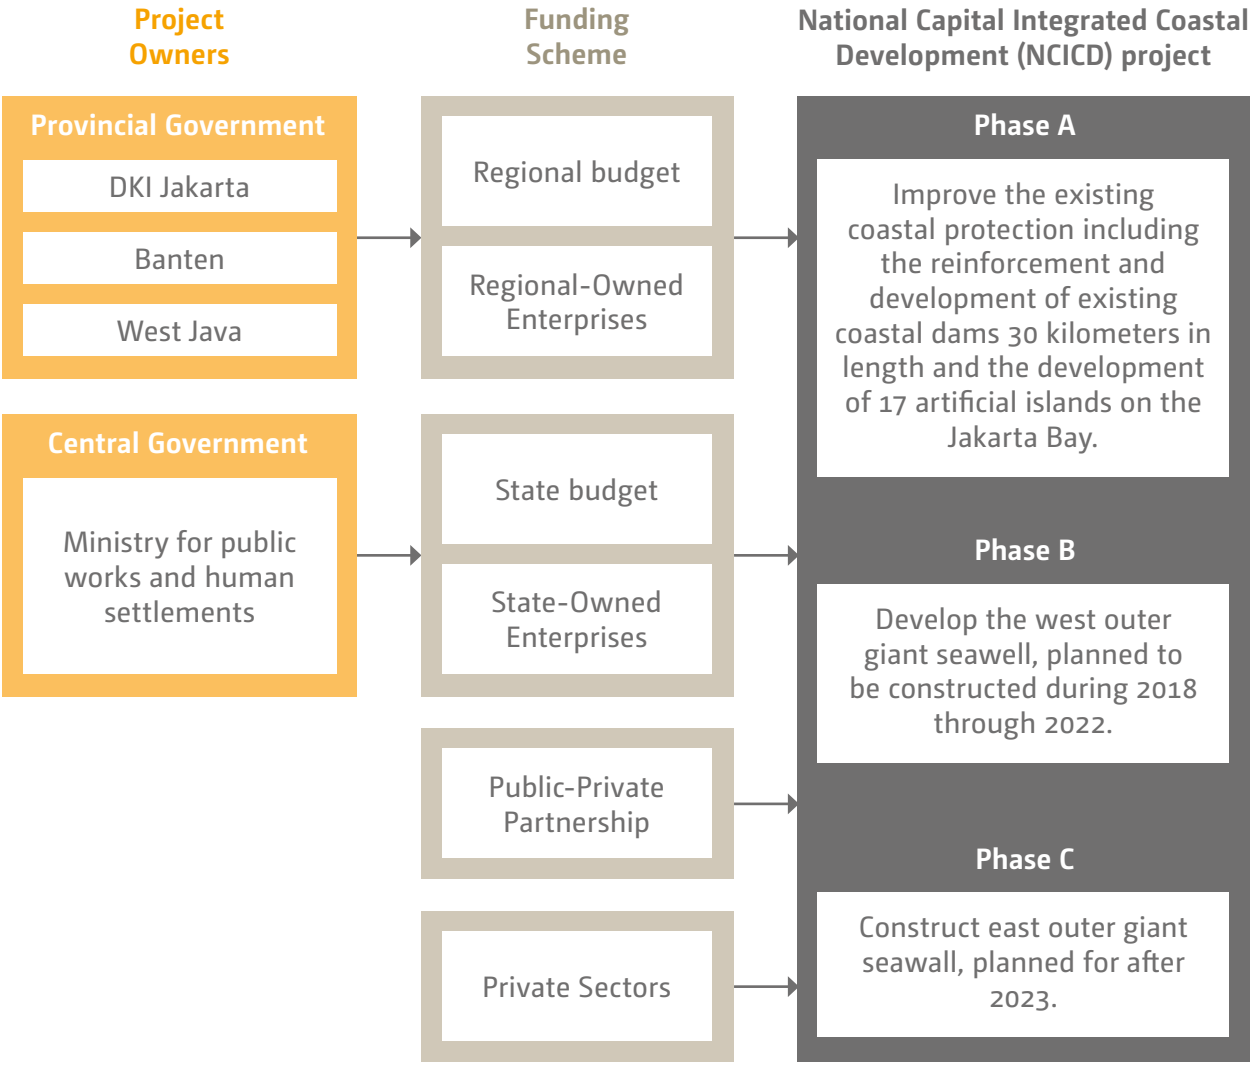 Project
Owners
Funding
Scheme
National Capital Integrated Coastal
Development (NCICD) project
Provincial Government
DKI Jakarta
Banten
West Java
Regional budget
Regional-Owned
Enterprises
Phase A
Improve the existing
coastal protection including
the reinforcement and
development of existing
coastal dams 30 kilometers in
length and the development
of 17 artificial islands on the
Jakarta Bay.
Central Government
Ministry for public
works and human
settlements
State budget
State-Owned
Enterprises
Phase B
Develop the west outer
giant seawell, planned to
be constructed during 2018
through 2022.
Public-Private
Partnership
Phase C
Construct east outer giant
seawall, planned for after
2023.
Private Sectors